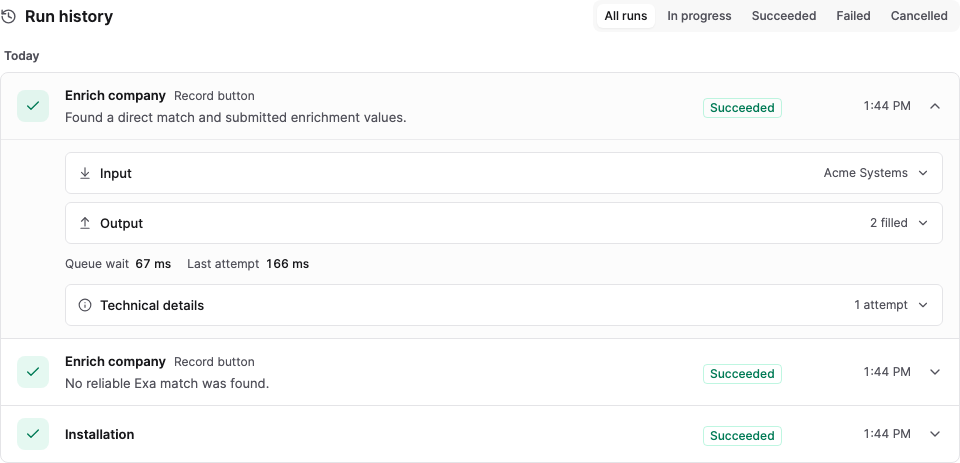 Run history
All runs In progress Succeeded Failed Cancelled
Today
Enrich company Record button
Found a direct match and submitted enrichment values.
Succeeded
1:44 PM
Input Acme Systems
Output 2 filled
Queue wait 67 ms Last attempt 166 ms
Technical details 1 attempt
Enrich company Record button
No reliable Exa match was found.
Succeeded
1:44 PM
Installation Succeeded 1:44 PM